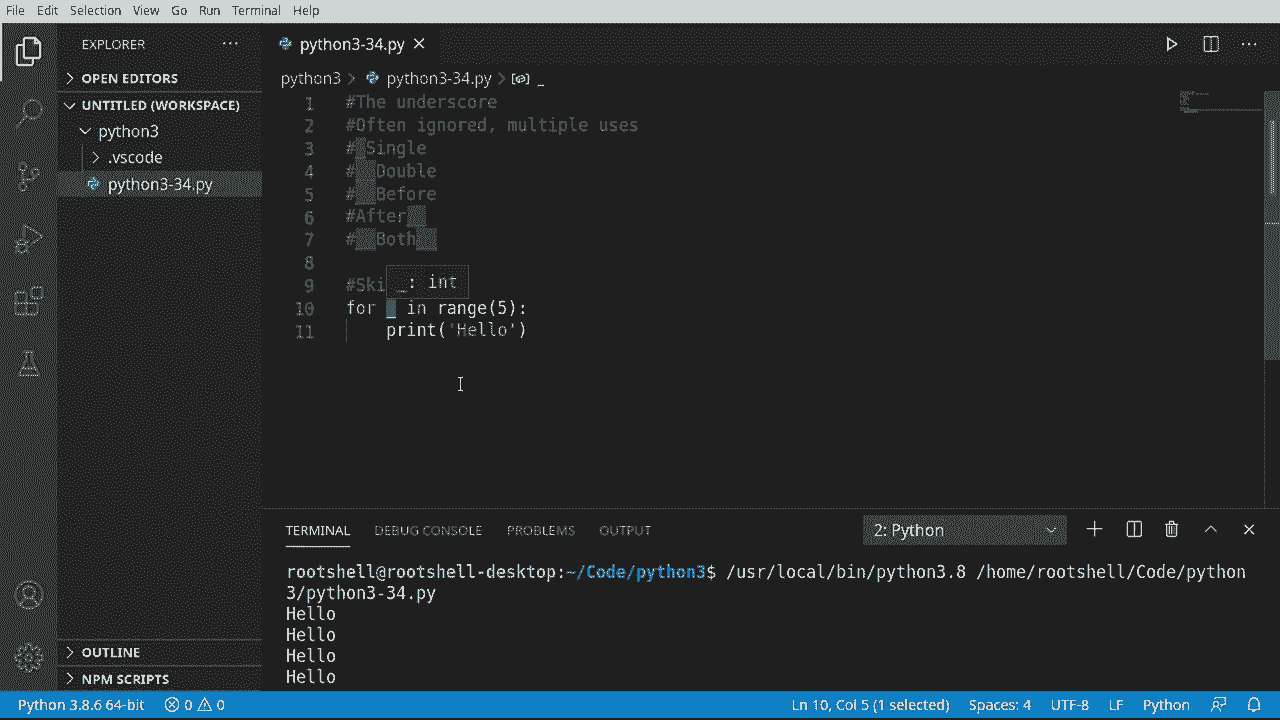 File Edit Selection View Go Run Terminal Help
EXPLORER ...
python3-34.py
OPEN EDITORS
python3 > python3-34.py > _
UNTITLED (WORKSPACE)
python3
.vscode
python3-34.py
1 #The underscore
2 #Often ignored, multiple uses
3 #_Single
4 #__Double
5 #__Before
6 #After__
7 #__Both__
8
_: int
9 #Ski
10 for _ in range(5):
11 print('Hello')
TERMINAL DEBUG CONSOLE PROBLEMS OUTPUT
2: Python
rootshell@rootshell-desktop:~/Code/python3$ /usr/local/bin/python3.8 /home/rootshell/Code/python
3/python3-34.py
Hello
Hello
Hello
Hello
OUTLINE
NPM SCRIPTS
Python 3.8.6 64-bit 0 0 Ln 10, Col 5 (1 selected) Spaces: 4 UTF-8 LF Python